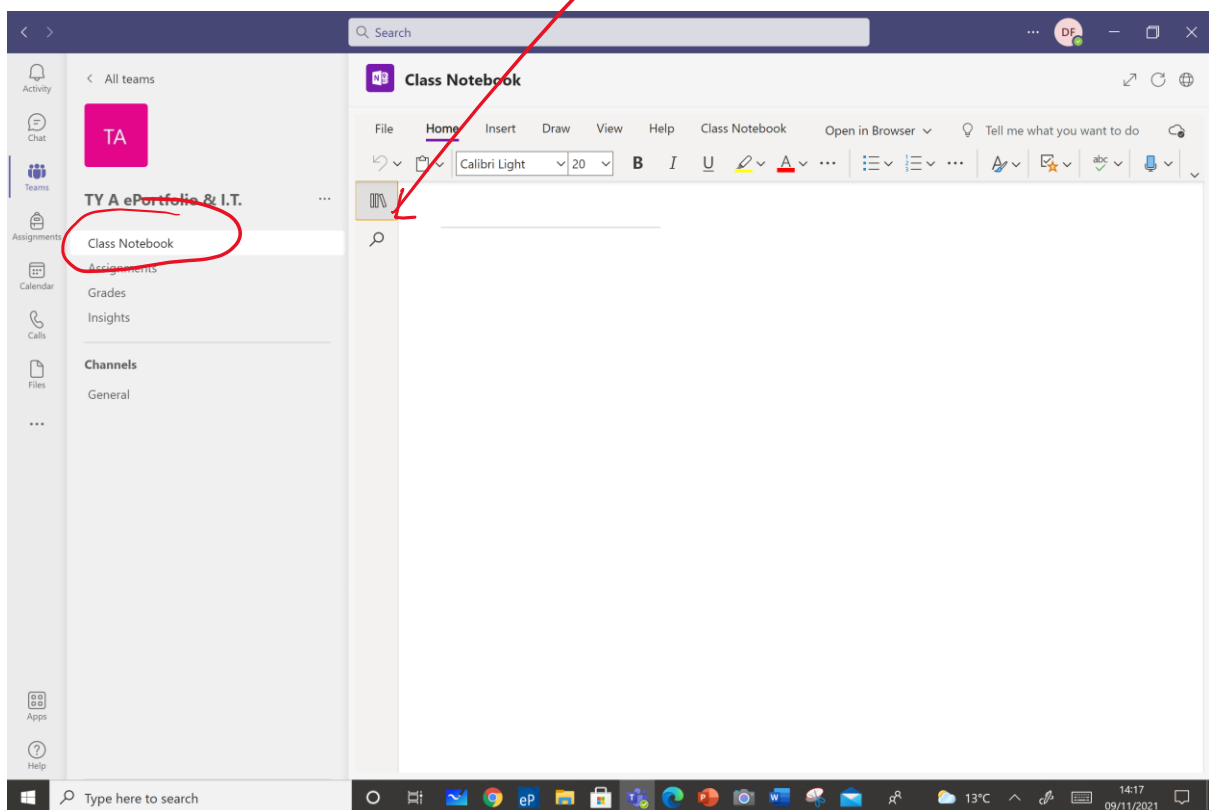 Search
DF
Activity
Chat
Teams
Assignments
Calendar
Calls
Files
Apps
Help
All teams
TA
TY A ePortfolio & I.T.
Class Notebook
Assignments
Grades
Insights
Channels
General
N
Class Notebook
File Home Insert Draw View Help Class Notebook Open in Browser Tell me what you want to do
Calibri Light 20 B I U A abc
Type here to search
eP
13°C
14:17
09/11/2021